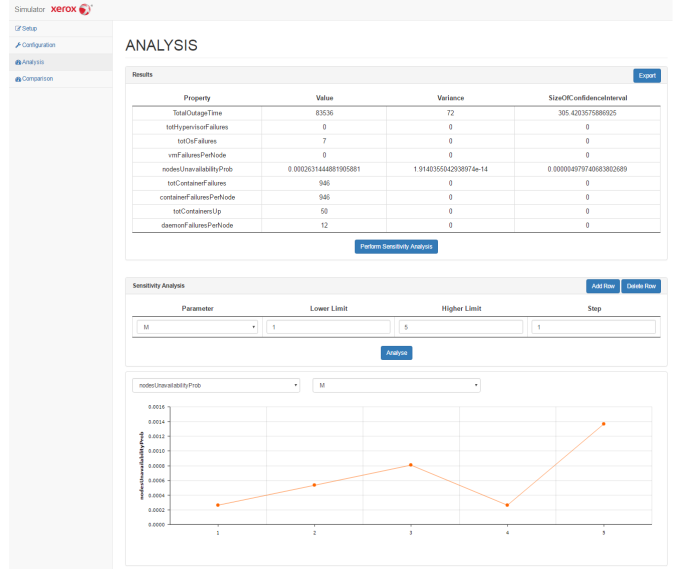 Simulator xerox
Setup
Configuration
Analysis
Comparison
ANALYSIS
Results Export
Property Value Variance SizeOfConfidenceInterval
TotalOutageTime 83536 72 305.4203575886925
totHypervisorFailures 0 0 0
totOsFailures 7 0 0
vmFailuresPerNode 0 0 0
nodesUnavailabilityProb 0.0002631444881905881 1.9140355042938974e-14 0.000004979740683802689
totContainerFailures 946 0 0
containerFailuresPerNode 946 0 0
totContainersUp 50 0 0
daemonFailuresPerNode 12 0 0
Perform Sensitivity Analysis
Sensitivity Analysis Add Row Delete Row
Parameter Lower Limit Higher Limit Step
M 1 5 1
Analyse
nodesUnavailabilityProb M
nodesUnavailabilityProb
0.0016
0.0014
0.0012
0.0010
0.0008
0.0006
0.0004
0.0002
0.0000
1 2 3 4 5